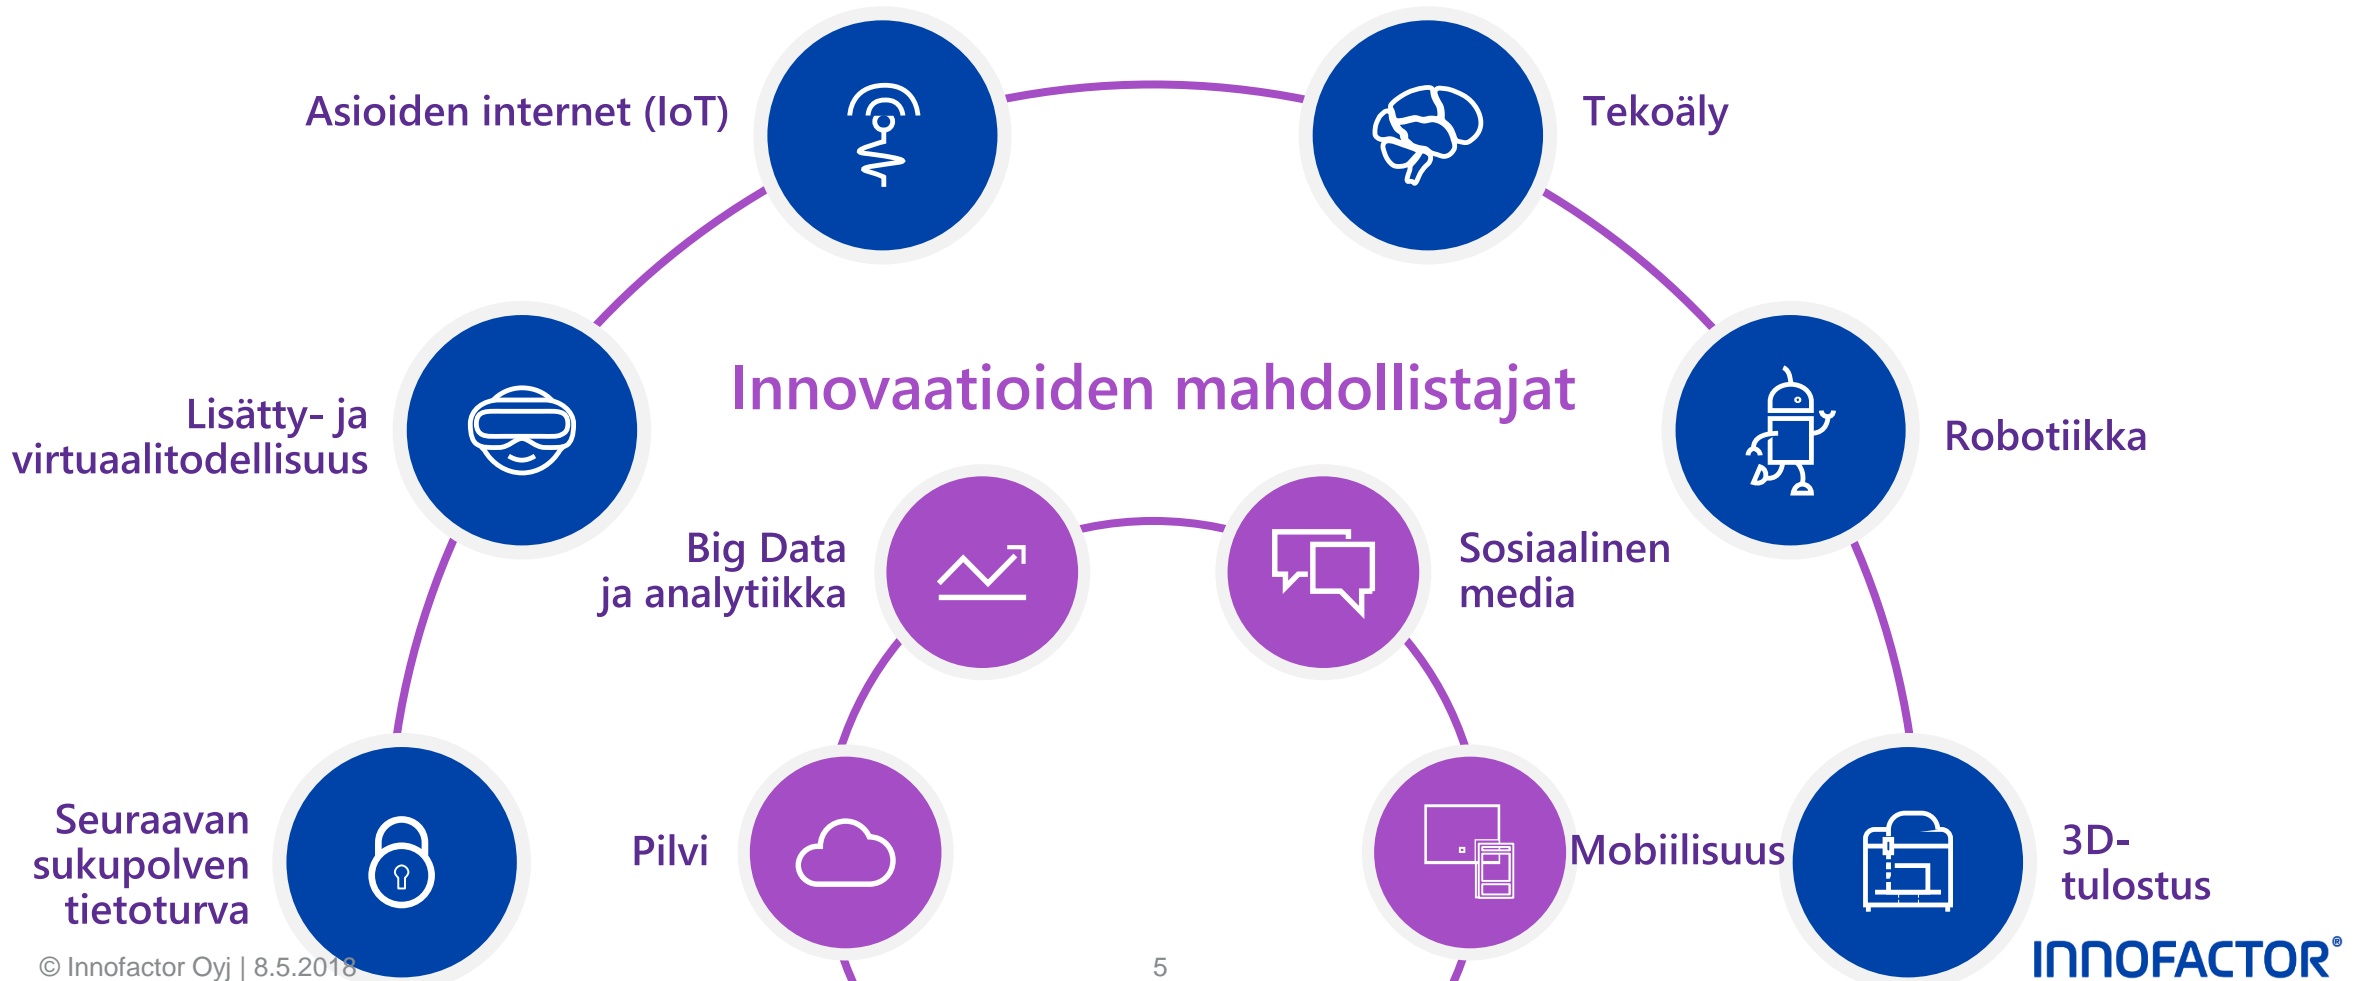 Asioiden internet (IoT)
Tekoäly
Innovaatioiden mahdollistajat
Lisätty- ja
virtuaalitodellisuus
Robotiikka
Big Data
ja analytiikka
Sosiaalinen
media
Seuraavan
sukupolven
tietoturva
Pilvi
Mobiilisuus
3D-
tulostus
© Innofactor Oyj | 8.5.2018
5
INNOFACTOR®